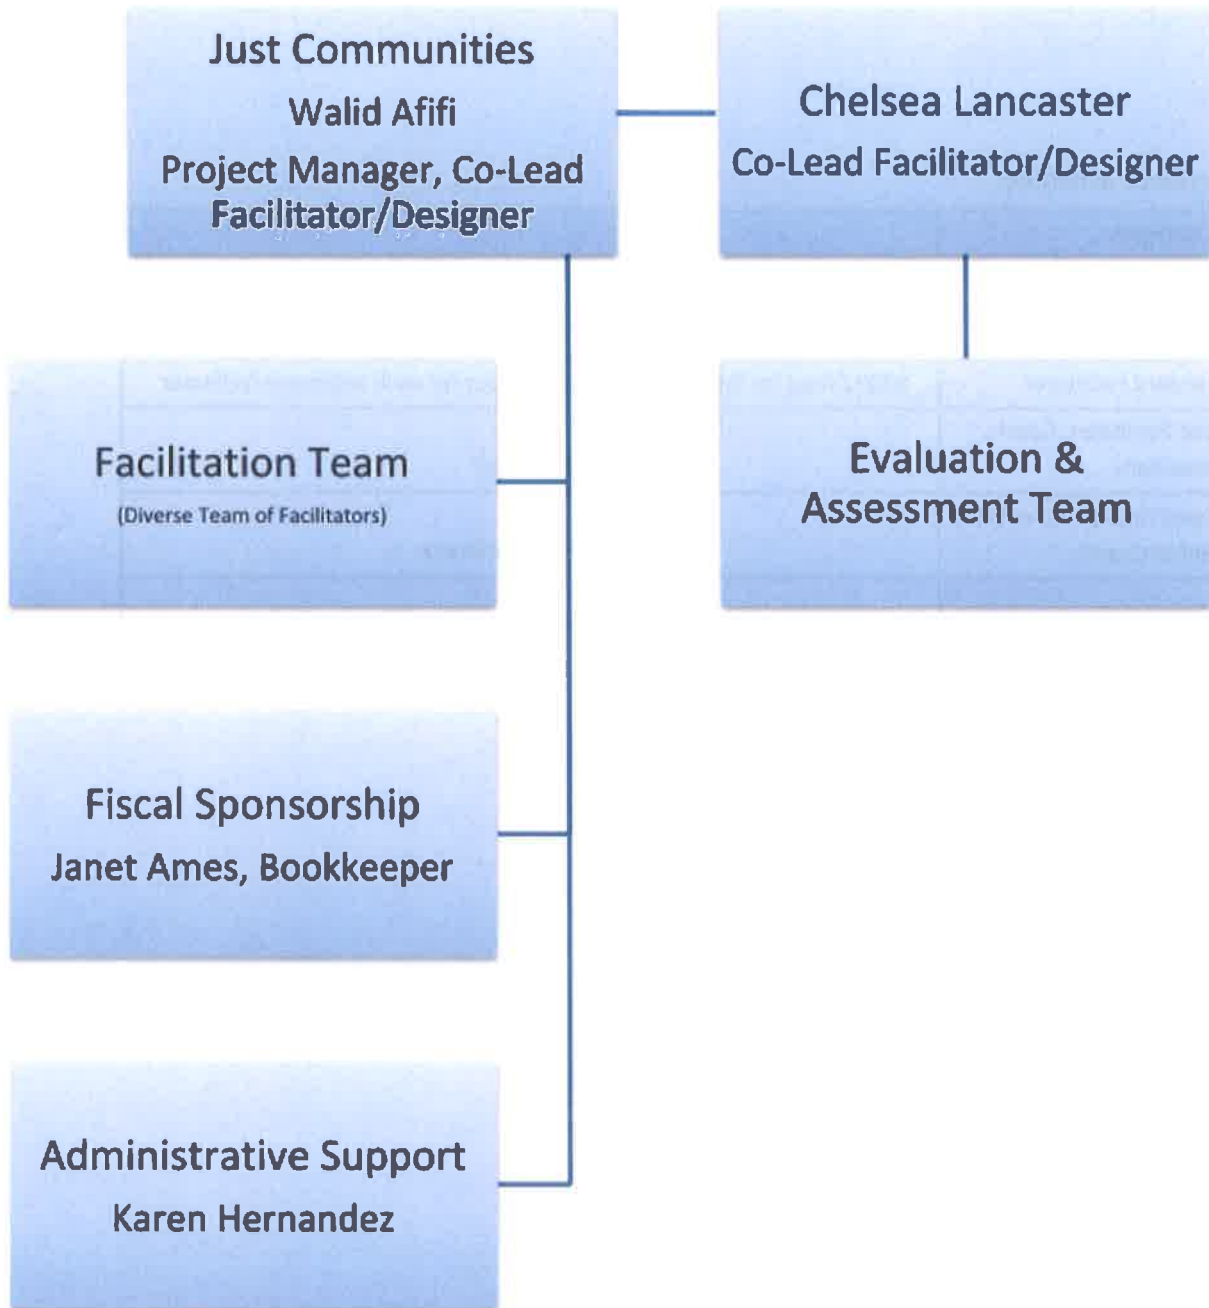 Just Communities
Walid Afifi
Project Manager, Co-Lead
Facilitator/Designer
Chelsea Lancaster
Co-Lead Facilitator/Designer
Facilitation Team
(Diverse Team of Facilitators)
Evaluation &
Assessment Team
Fiscal Sponsorship
Janet Ames, Bookkeeper
Administrative Support
Karen Hernandez